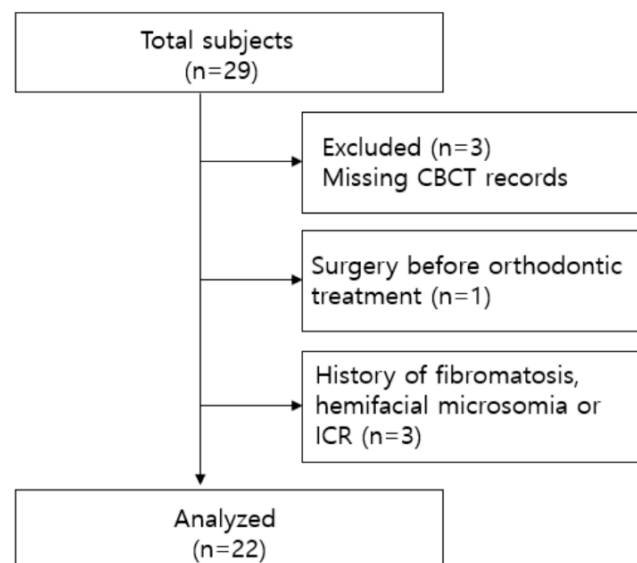 Total subjects
(n=29)
Excluded (n=3)
Missing CBCT records
Surgery before orthodontic
treatment (n=1)
History of fibromatosis,
hemifacial microsomia or
ICR (n=3)
Analyzed
(n=22)